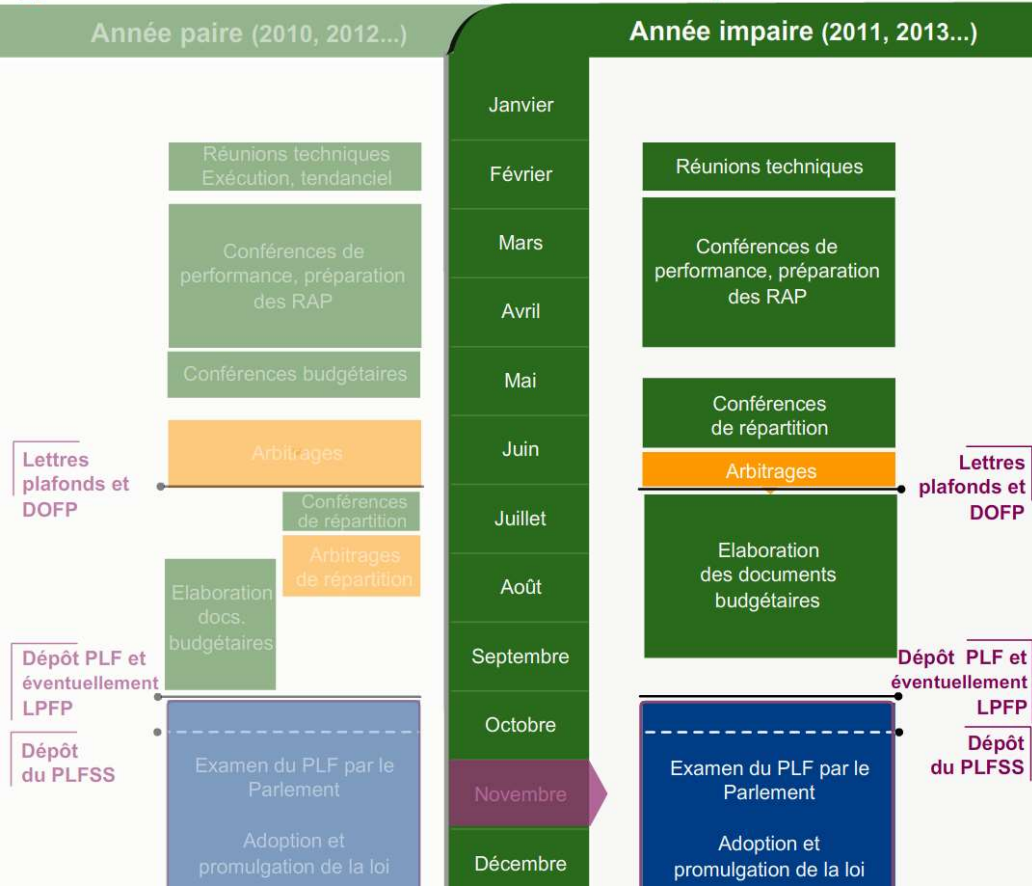 Année paire (2010, 2012...)
Année impaire (2011, 2013...)
Réunions techniques
Exécution, tendanciel
Conférences de
performance, préparation
des RAP
Conférences budgétaires
Arbitrages
Lettres
plafonds et
DOFP
Conférences
de répartition
Arbitrages
de répartition
Elaboration
docs.
budgétaires
Dépôt PLF et
éventuellement
LPFP
Dépôt
du PLFSS
Examen du PLF par le
Parlement
Adoption et
promulgation de la loi
Janvier
Février
Mars
Avril
Mai
Juin
Juillet
Août
Septembre
Octobre
Novembre
Décembre
Réunions techniques
Conférences de
performance, préparation
des RAP
Conférences
de répartition
Arbitrages
Lettres
plafonds et
DOFP
Elaboration
des documents
budgétaires
Dépôt PLF et
éventuellement
LPFP
Dépôt
du PLFSS
Examen du PLF par le
Parlement
Adoption et
promulgation de la loi